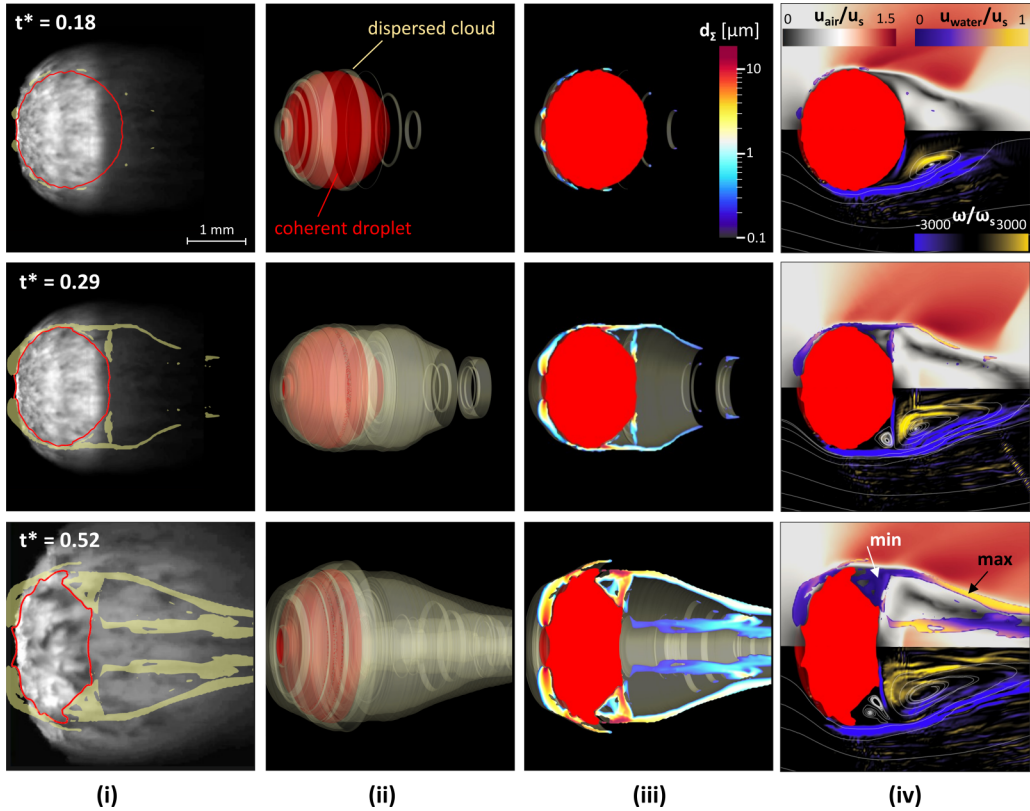 t* = 0.18
1 mm
dispersed cloud
coherent droplet
dΣ [µm]
10
1
0.1
0 u_air/u_s 1.5
0 u_water/u_s 1
-3000 ω/ω_s 3000
t* = 0.29
t* = 0.52
min
max
(i)
(ii)
(iii)
(iv)